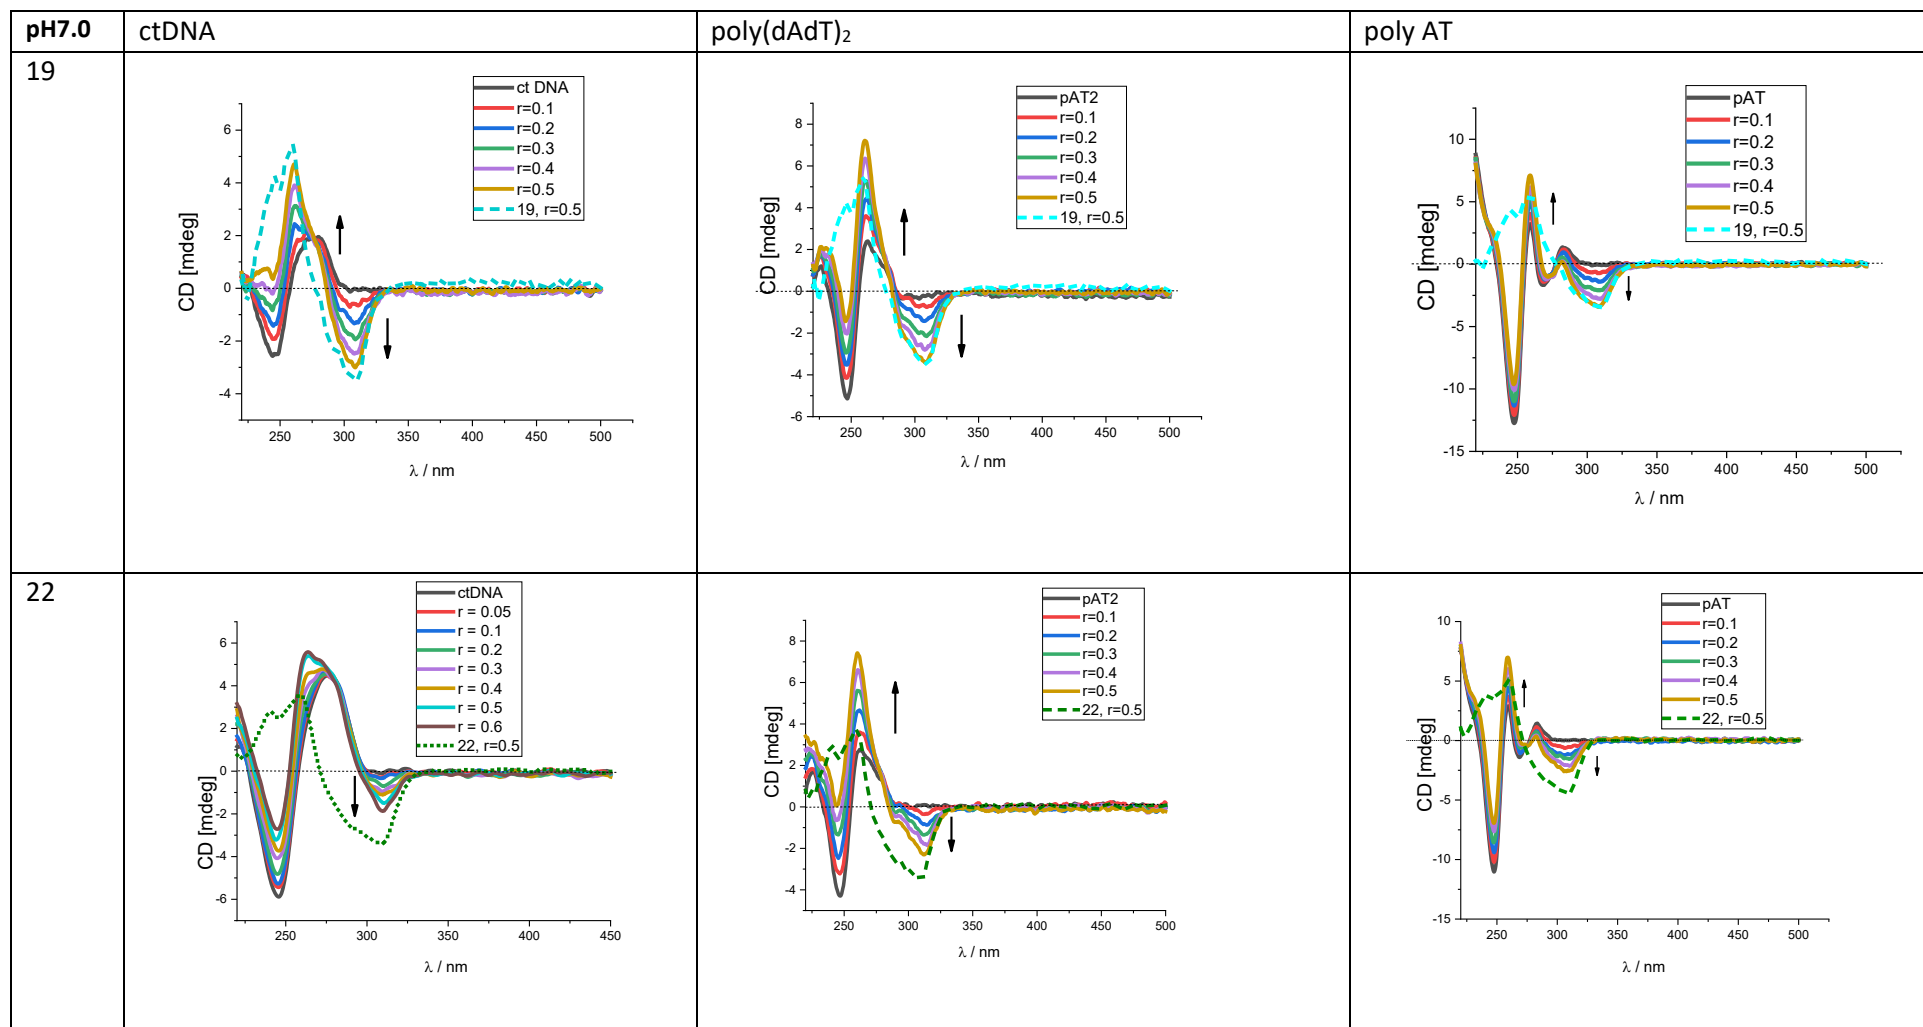 pH7.0 ctDNA poly(dAdT)₂ poly AT
19
ct DNA
r=0.1
r=0.2
r=0.3
r=0.4
r=0.5
19, r=0.5
6
4
2
0
-2
-4
CD [mdeg]
250 300 350 400 450 500
λ / nm
pAT2
r=0.1
r=0.2
r=0.3
r=0.4
r=0.5
19, r=0.5
8
6
4
2
0
-2
-4
-6
CD [mdeg]
250 300 350 400 450 500
λ / nm
pAT
r=0.1
r=0.2
r=0.3
r=0.4
r=0.5
19, r=0.5
10
5
0
-5
-10
-15
CD [mdeg]
250 300 350 400 450 500
λ / nm
22
ctDNA
r = 0.05
r = 0.1
r = 0.2
r = 0.3
r = 0.4
r = 0.5
r = 0.6
22, r=0.5
6
4
2
0
-2
-4
-6
CD [mdeg]
250 300 350 400 450
λ / nm
pAT2
r=0.1
r=0.2
r=0.3
r=0.4
r=0.5
22, r=0.5
8
6
4
2
0
-2
-4
CD [mdeg]
250 300 350 400 450 500
λ / nm
pAT
r=0.1
r=0.2
r=0.3
r=0.4
r=0.5
22, r=0.5
10
5
0
-5
-10
-15
CD [mdeg]
250 300 350 400 450 500
λ / nm